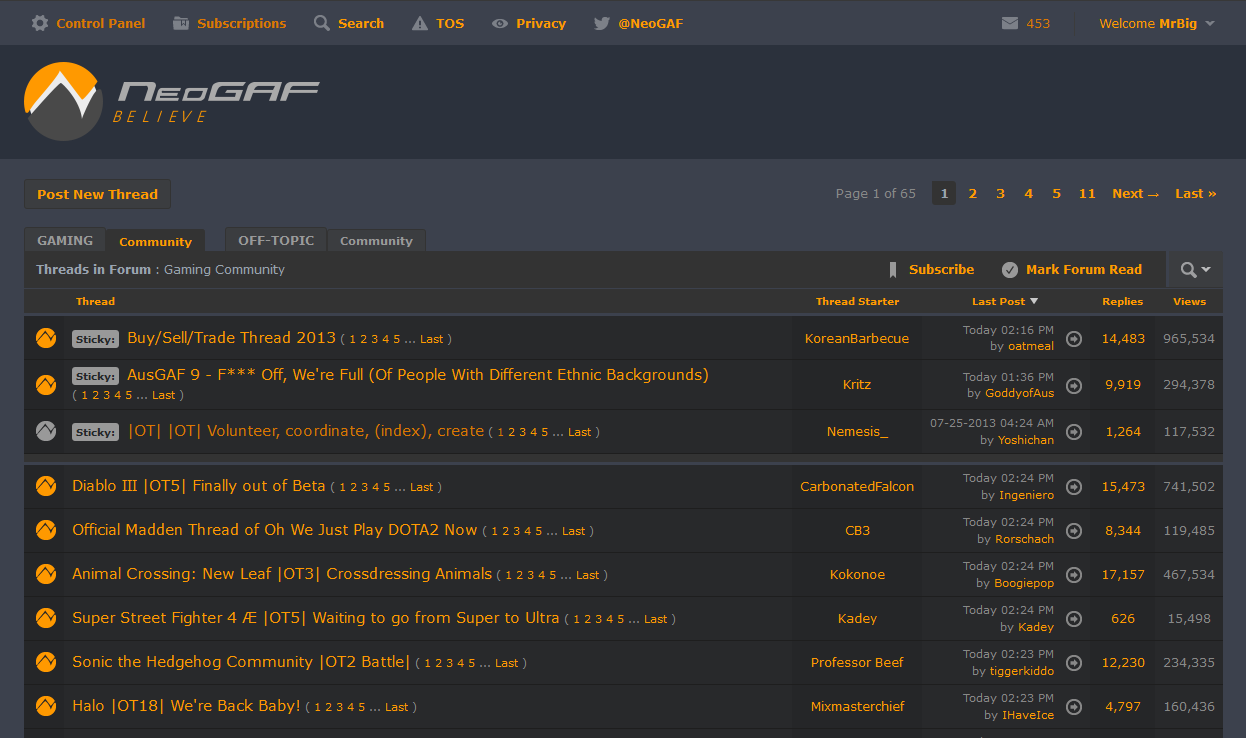 Control Panel Subscriptions Search TOS Privacy @NeoGAF 453 Welcome MrBig
NeoGAF
BELIEVE
Post New Thread Page 1 of 65 1 2 3 4 5 11 Next → Last »
GAMING Community OFF-TOPIC Community
Threads in Forum : Gaming Community Subscribe Mark Forum Read
Thread Thread Starter Last Post Replies Views
Sticky: Buy/Sell/Trade Thread 2013 ( 1 2 3 4 5 ... Last ) KoreanBarbecue Today 02:16 PM 14,483 965,534
by oatmeal
Sticky: AusGAF 9 - F*** Off, We're Full (Of People With Different Ethnic Backgrounds) Kritz Today 01:36 PM 9,919 294,378
( 1 2 3 4 5 ... Last ) by GoddyofAus
Sticky: |OT| |OT| Volunteer, coordinate, (index), create ( 1 2 3 4 5 ... Last ) Nemesis_ 07-25-2013 04:24 AM 1,264 117,532
by Yoshichan
Diablo III |OT5| Finally out of Beta ( 1 2 3 4 5 ... Last ) CarbonatedFalcon Today 02:24 PM 15,473 741,502
by Ingeniero
Official Madden Thread of Oh We Just Play DOTA2 Now ( 1 2 3 4 5 ... Last ) CB3 Today 02:24 PM 8,344 119,485
by Rorschach
Animal Crossing: New Leaf |OT3| Crossdressing Animals ( 1 2 3 4 5 ... Last ) Kokonoe Today 02:24 PM 17,157 467,534
by Boogiepop
Super Street Fighter 4 Æ |OT5| Waiting to go from Super to Ultra ( 1 2 3 4 5 ... Last ) Kadey Today 02:24 PM 626 15,498
by Kadey
Sonic the Hedgehog Community |OT2 Battle| ( 1 2 3 4 5 ... Last ) Professor Beef Today 02:23 PM 12,230 234,335
by tiggerkiddo
Halo |OT18| We're Back Baby! ( 1 2 3 4 5 ... Last ) Mixmasterchief Today 02:23 PM 4,797 160,436
by IHaveIce